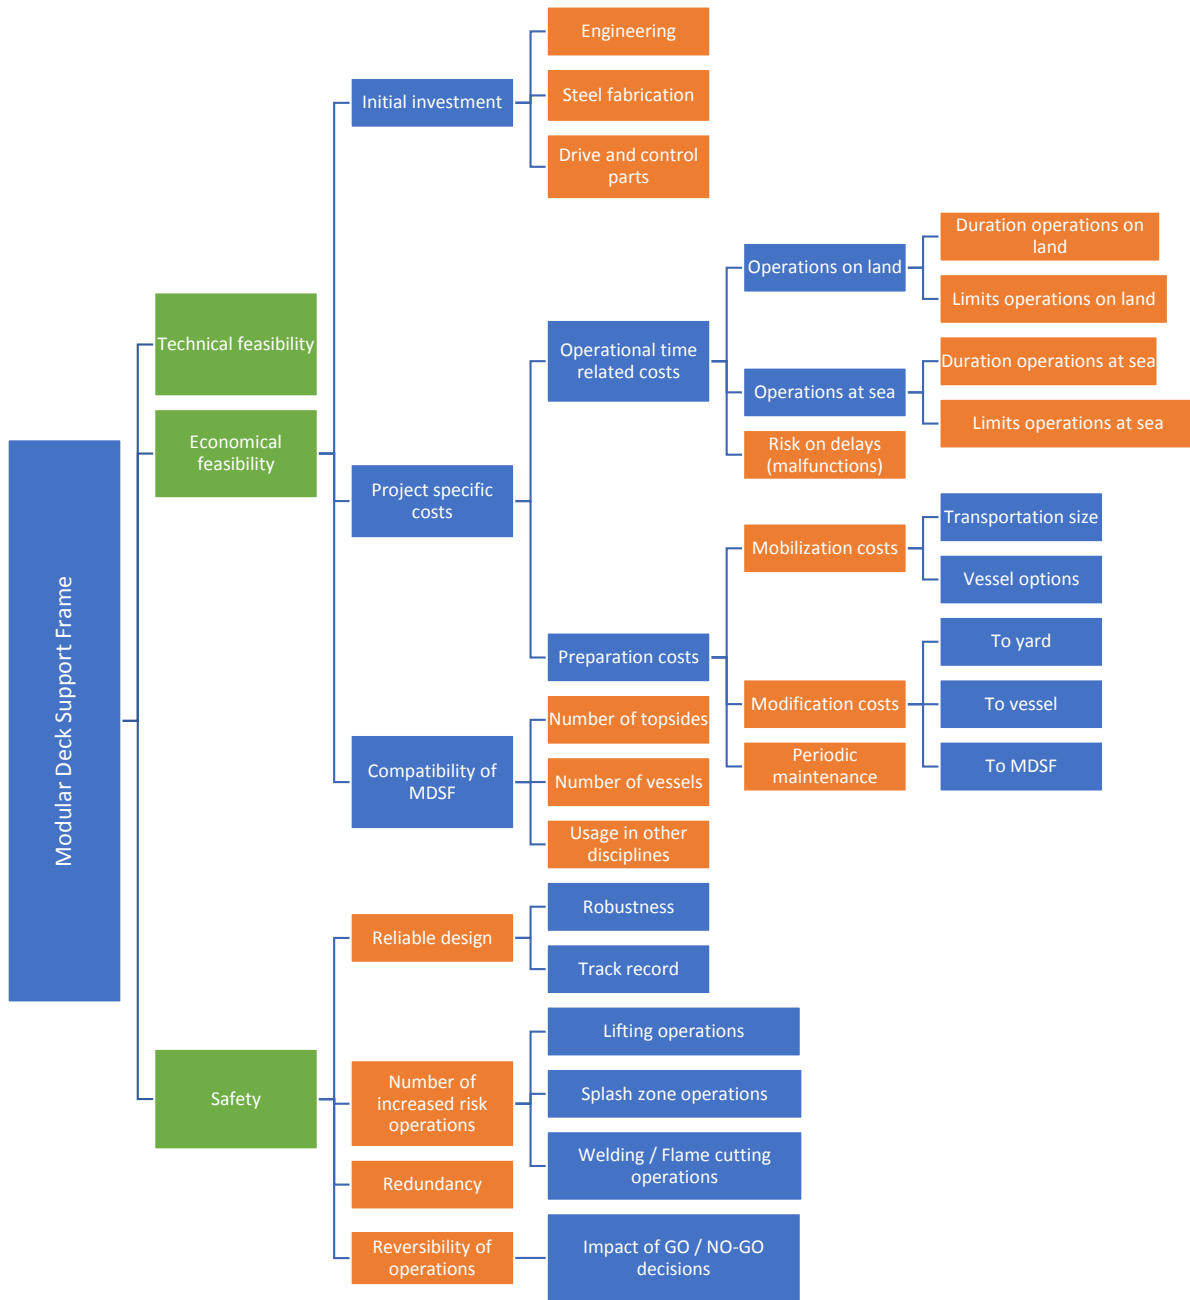 Modular Deck Support Frame
Technical feasibility
Economical
feasibility
Initial investment
Engineering
Steel fabrication
Drive and control
parts
Project specific
costs
Operational time
related costs
Operations on land
Duration operations on
land
Limits operations on land
Operations at sea
Duration operations at sea
Limits operations at sea
Risk on delays
(malfunctions)
Preparation costs
Mobilization costs
Transportation size
Vessel options
Modification costs
To yard
To vessel
To MDSF
Periodic
maintenance
Compatibility of
MDSF
Number of topsides
Number of vessels
Usage in other
disciplines
Safety
Reliable design
Robustness
Track record
Number of
increased risk
operations
Lifting operations
Splash zone operations
Welding / Flame cutting
operations
Redundancy
Reversibility of
operations
Impact of GO / NO-GO
decisions